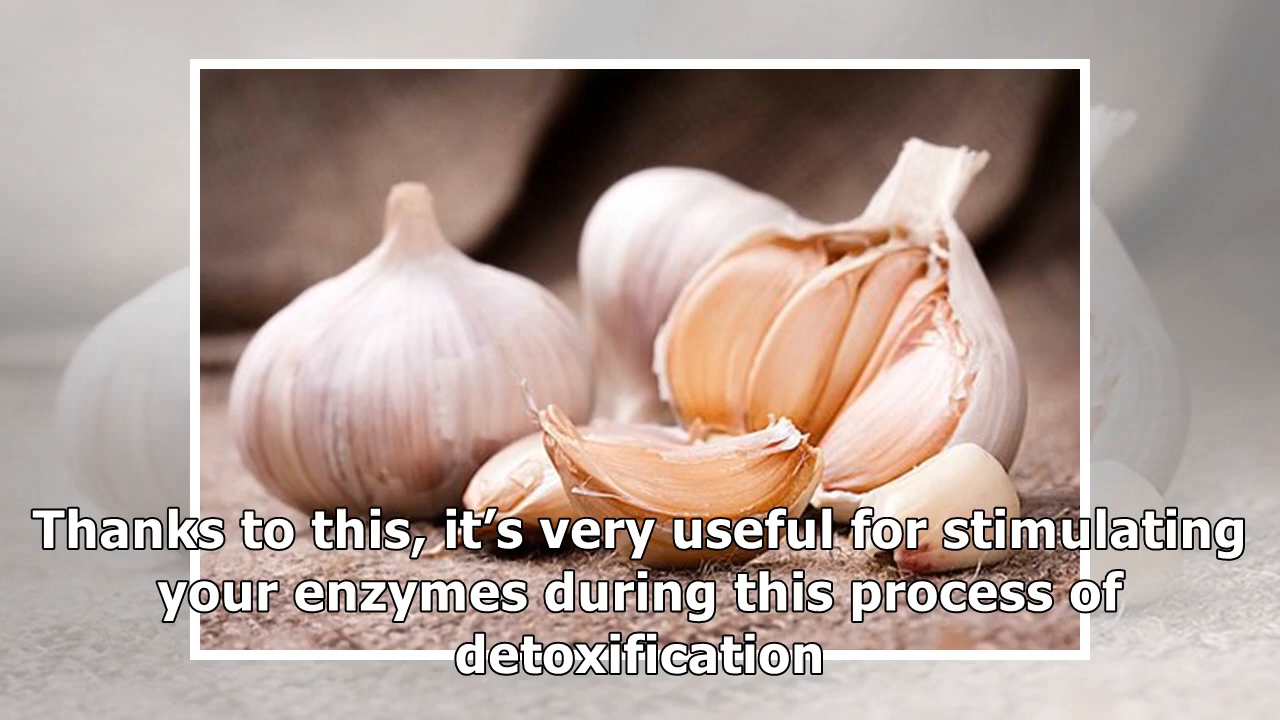 Thanks to this, it’s very useful for stimulating
your enzymes during this process of
detoxification